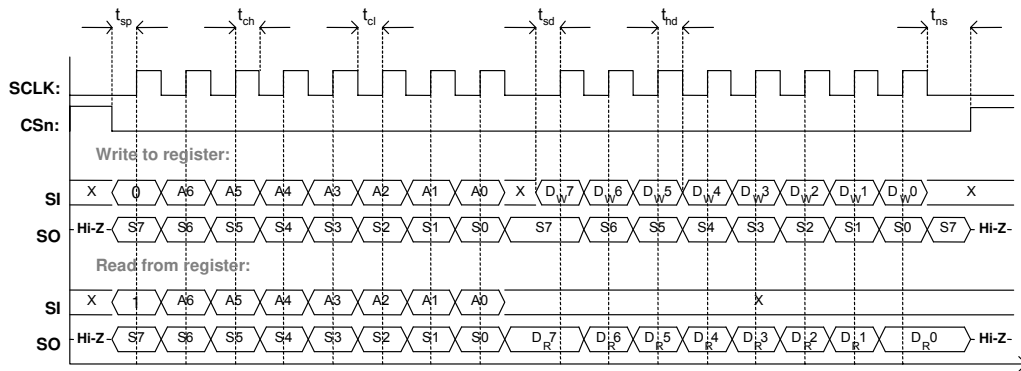 tsp tch tcl tsd thd tns
SCLK:
CSn:
Write to register:
SI X 0 A6 A5 A4 A3 A2 A1 A0 X DW7 DW6 DW5 DW4 DW3 DW2 DW1 DW0 X
SO Hi-Z S7 S6 S5 S4 S3 S2 S1 S0 S7 S6 S5 S4 S3 S2 S1 S0 S7 Hi-Z
Read from register:
SI X 1 A6 A5 A4 A3 A2 A1 A0 X
SO Hi-Z S7 S6 S5 S4 S3 S2 S1 S0 DR7 DR6 DR5 DR4 DR3 DR2 DR1 DR0 Hi-Z